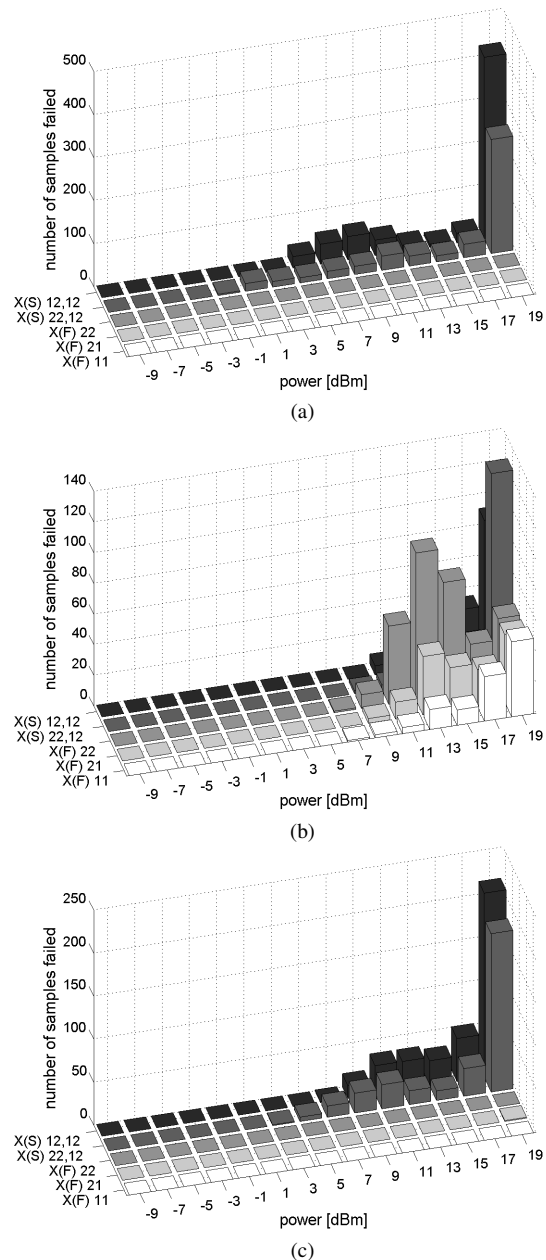 500
400
300
200
100
0
number of samples failed
X(S) 12,12
X(S) 22,12
X(F) 22
X(F) 21
X(F) 11
-9 -7 -5 -3 -1 1 3 5 7 9 11 13 15 17 19
power [dBm]
(a)
140
120
100
80
60
40
20
0
number of samples failed
X(S) 12,12
X(S) 22,12
X(F) 22
X(F) 21
X(F) 11
-9 -7 -5 -3 -1 1 3 5 7 9 11 13 15 17 19
power [dBm]
(b)
250
200
150
100
50
0
number of samples failed
X(S) 12,12
X(S) 22,12
X(F) 22
X(F) 21
X(F) 11
-9 -7 -5 -3 -1 1 3 5 7 9 11 13 15 17 19
power [dBm]
(c)